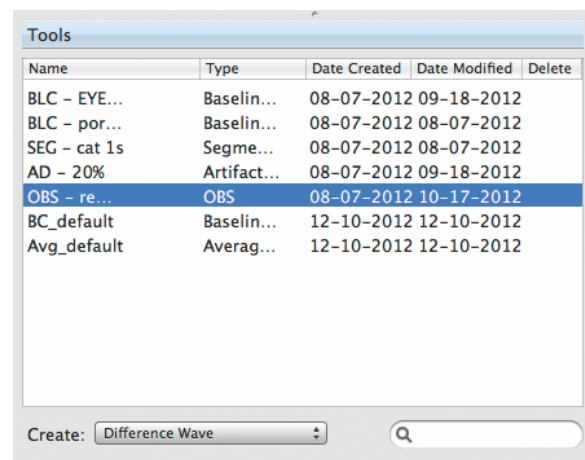 Tools
Name Type Date Created Date Modified Delete
BLC – EYE... Baselin... 08-07-2012 09-18-2012
BLC – por... Baselin... 08-07-2012 08-07-2012
SEG – cat 1s Segme... 08-07-2012 08-07-2012
AD – 20% Artifact... 08-07-2012 09-18-2012
OBS – re... OBS 08-07-2012 10-17-2012
BC_default Baselin... 12-10-2012 12-10-2012
Avg_default Averag... 12-10-2012 12-10-2012
Create: Difference Wave